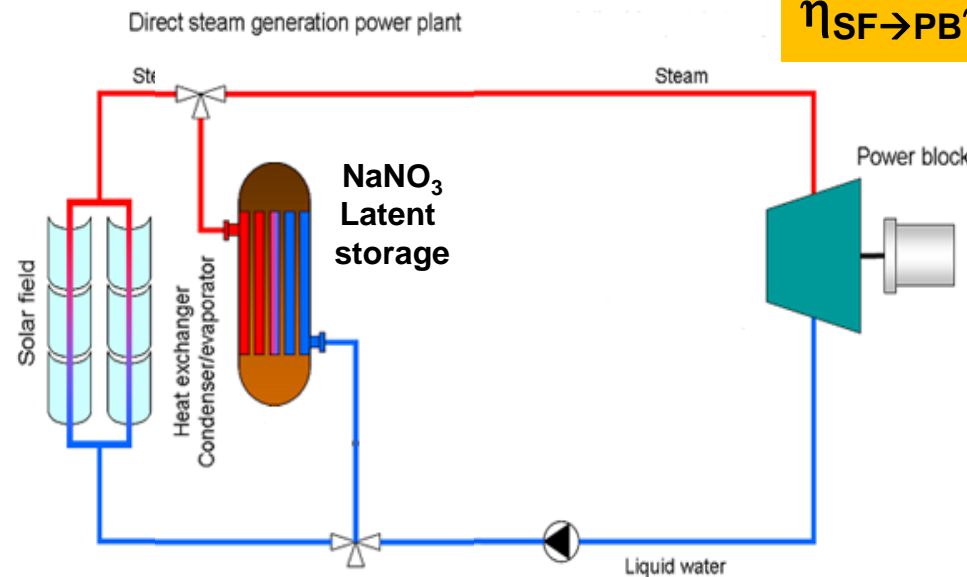 Direct steam generation power plant
ηSF→PB
Steam
NaNO₃
Latent
storage
Power block
Solar field
Heat exchanger
Condenser/evaporator
Liquid water